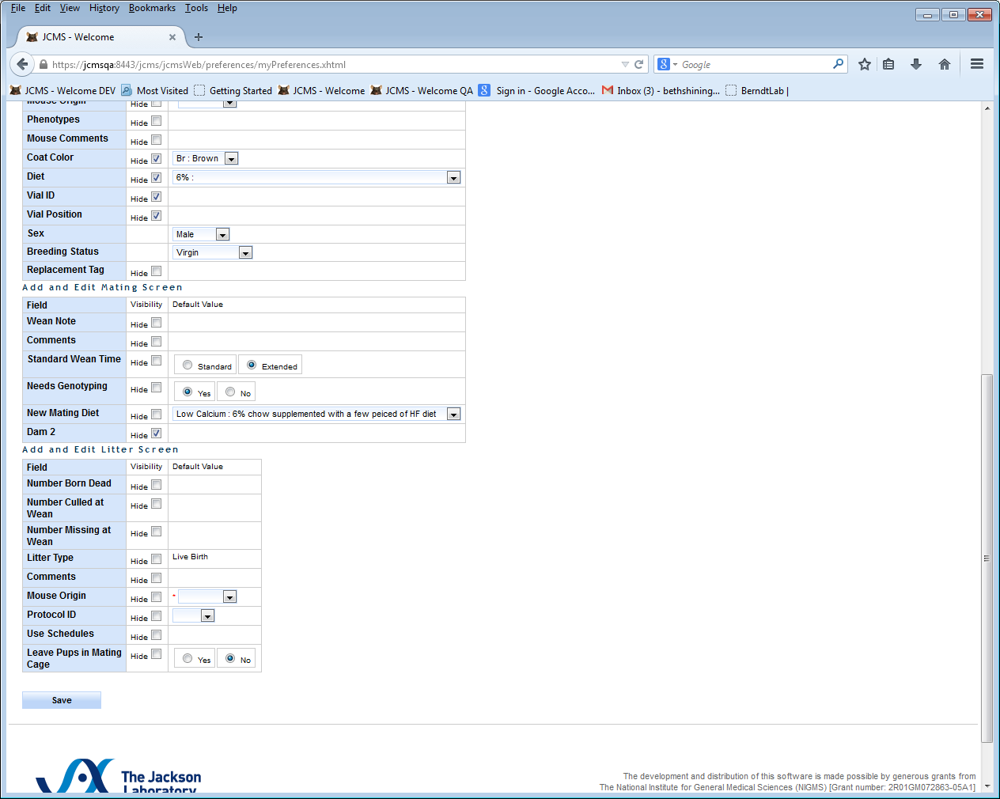 File Edit View History Bookmarks Tools Help
JCMS - Welcome
https://jcmsqa:8443/jcms/jcmsWeb/preferences/myPreferences.xhtml
Google
JCMS - Welcome DEV Most Visited Getting Started JCMS - Welcome JCMS - Welcome QA Sign in - Google Acco... Inbox (3) - bethshining... BerndtLab |
Mouse Origin Hide
Phenotypes Hide
Mouse Comments Hide
Coat Color Hide Br : Brown
Diet Hide 6% :
Vial ID Hide
Vial Position Hide
Sex Male
Breeding Status Virgin
Replacement Tag Hide
Add and Edit Mating Screen
Field Visibility Default Value
Wean Note Hide
Comments Hide
Standard Wean Time Hide Standard Extended
Needs Genotyping Hide Yes No
New Mating Diet Hide Low Calcium : 6% chow supplemented with a few peiced of HF diet
Dam 2 Hide
Add and Edit Litter Screen
Field Visibility Default Value
Number Born Dead Hide
Number Culled at Hide
Wean
Number Missing at Hide
Wean
Litter Type Hide Live Birth
Comments Hide
Mouse Origin Hide *
Protocol ID Hide
Use Schedules Hide
Leave Pups in Mating Hide Yes No
Cage
Save
The Jackson
Laboratory
The development and distribution of this software is made possible by generous grants from
The National Institute for General Medical Sciences (NIGMS) [Grant number: 2R01GM072863-05A1]